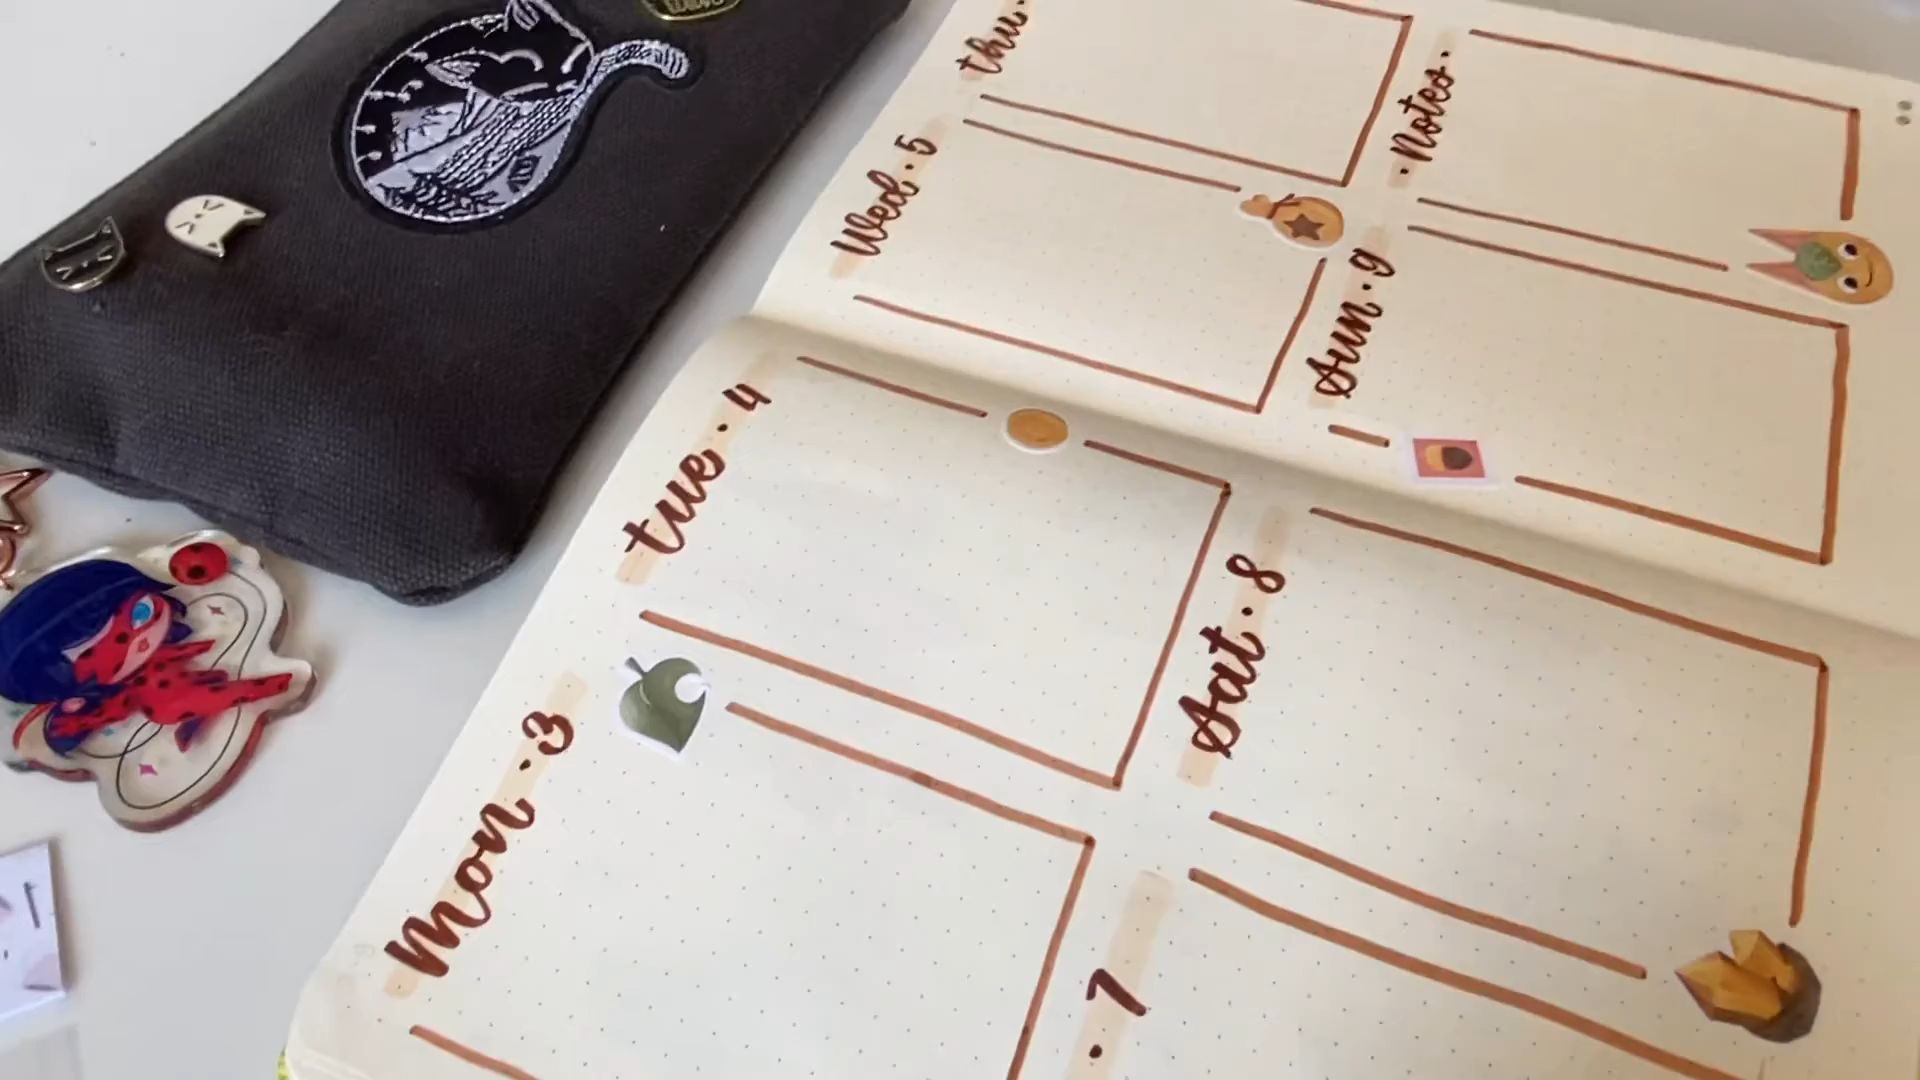 mon · 3
tue · 4
Wed · 5
thu ·
· 7
Sat · 8
Sun · 9
· Notes ·